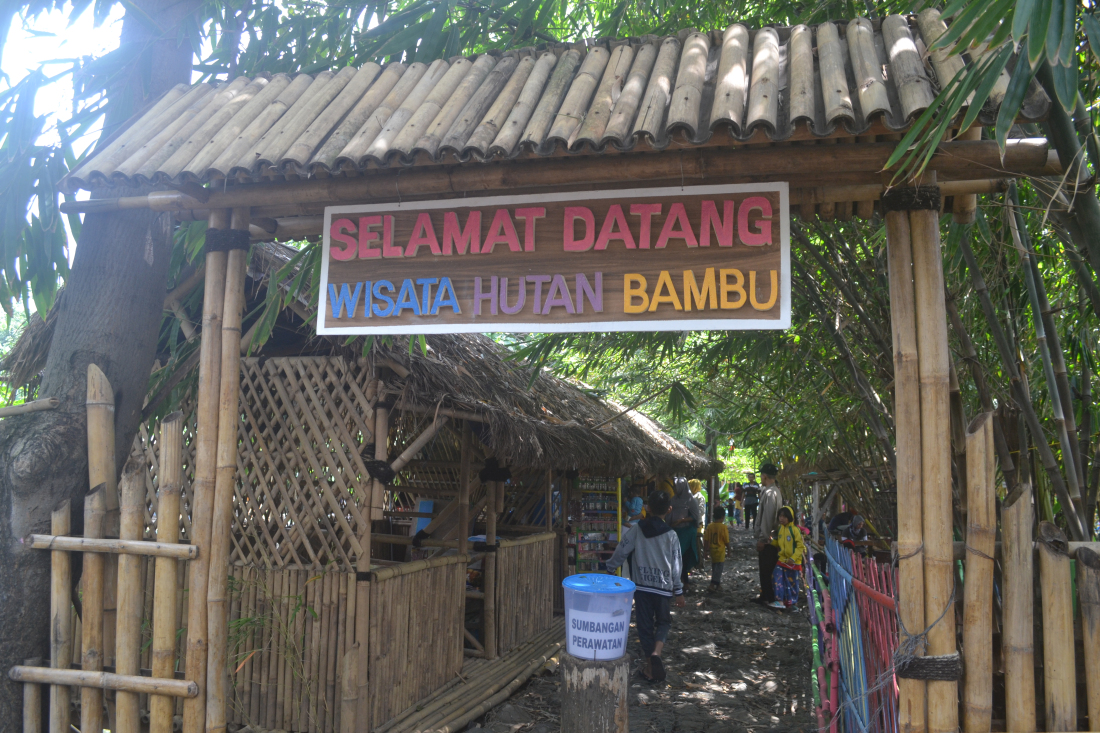 SELAMAT DATANG
WISATA HUTAN BAMBU
SUMBANGAN
PERAWATAN